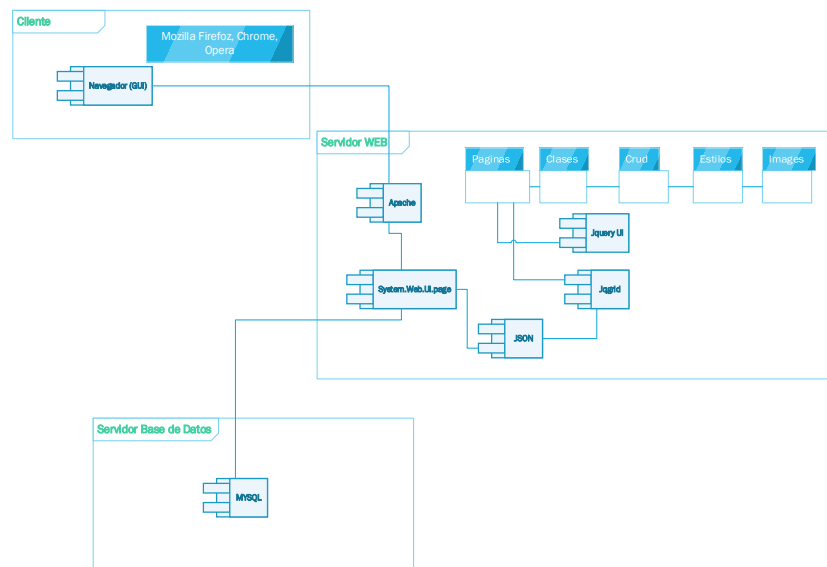 Cliente
Mozilla Firefoz, Chrome,
Opera
Navegador (GUI)
Servidor WEB
Paginas
Clases
Crud
Estilos
Images
Apache
Jquery UI
System.Web.UI.page
Jqgrid
JSON
Servidor Base de Datos
MYSQL